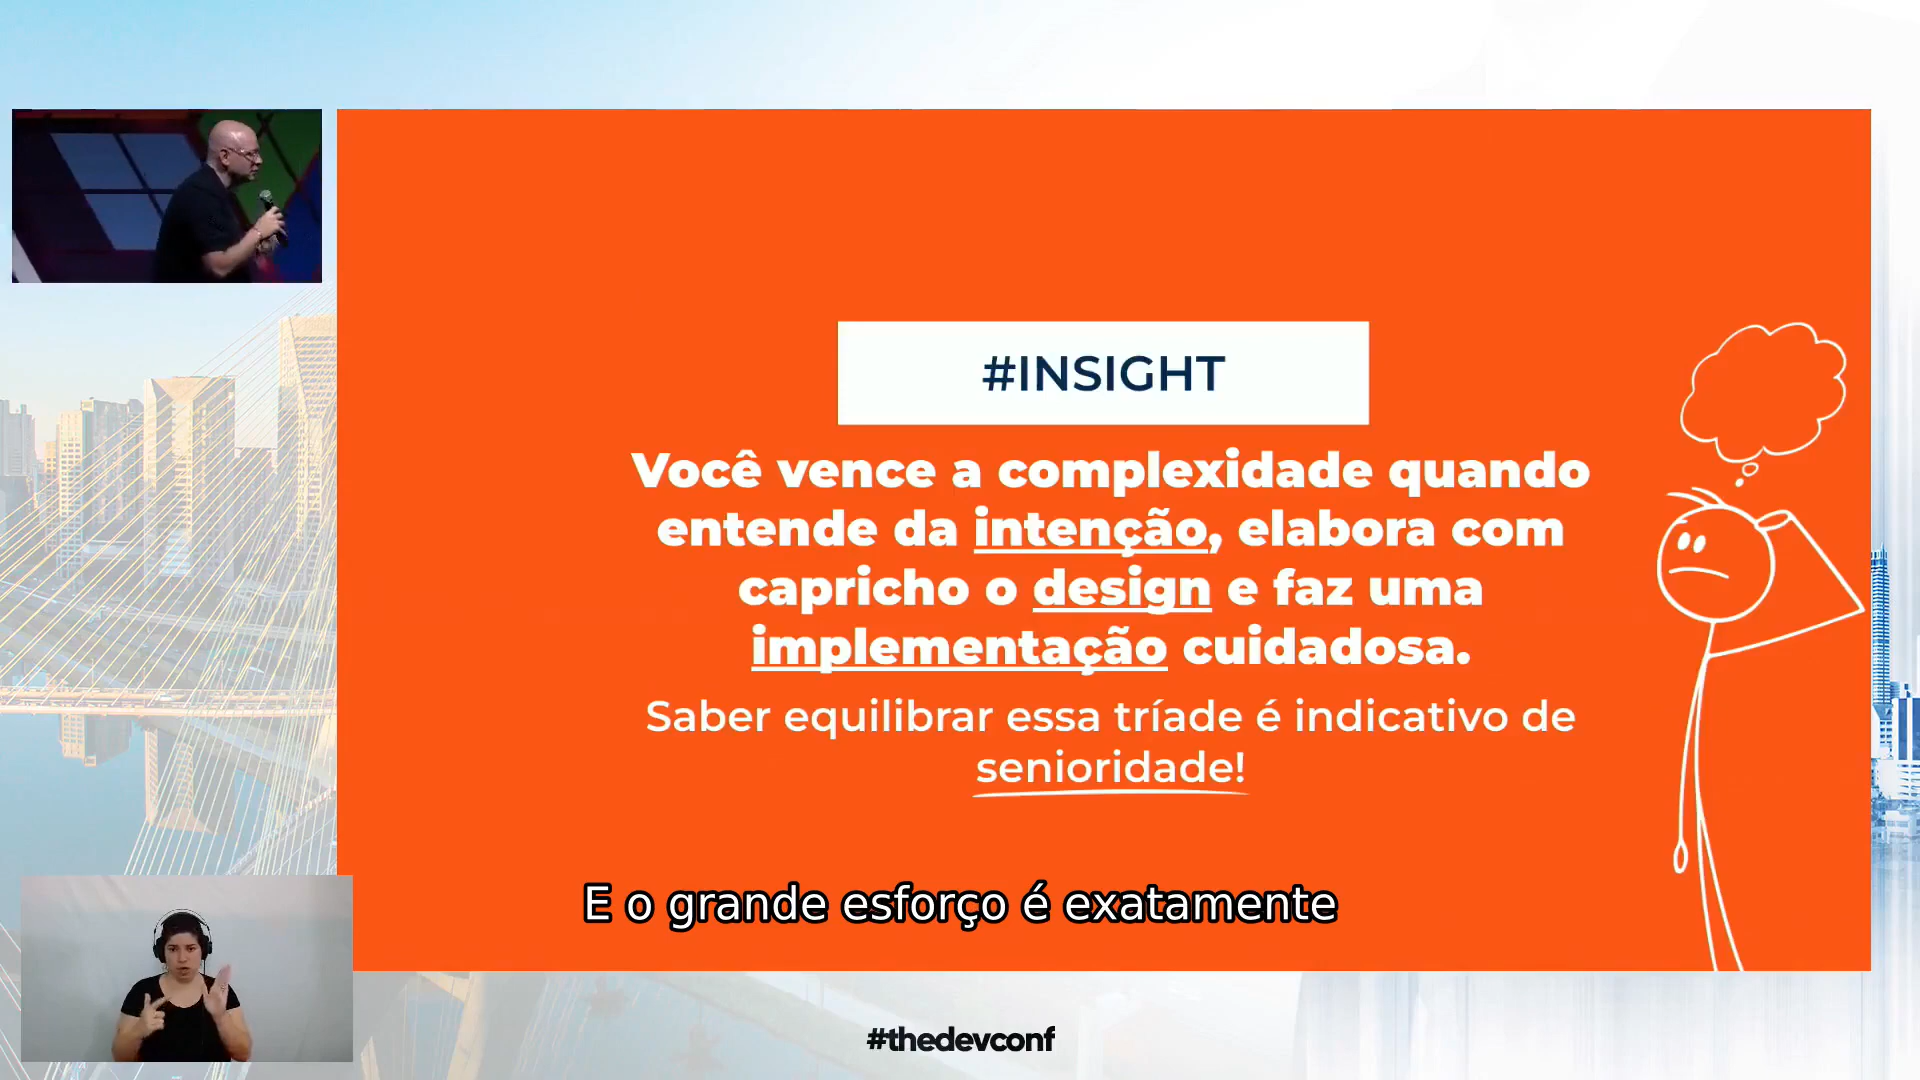 #INSIGHT
Você vence a complexidade quando
entende da intenção, elabora com
capricho o design e faz uma
implementação cuidadosa.
Saber equilibrar essa tríade é indicativo de
senioridade!
E o grande esforço é exatamente
#thedevconf